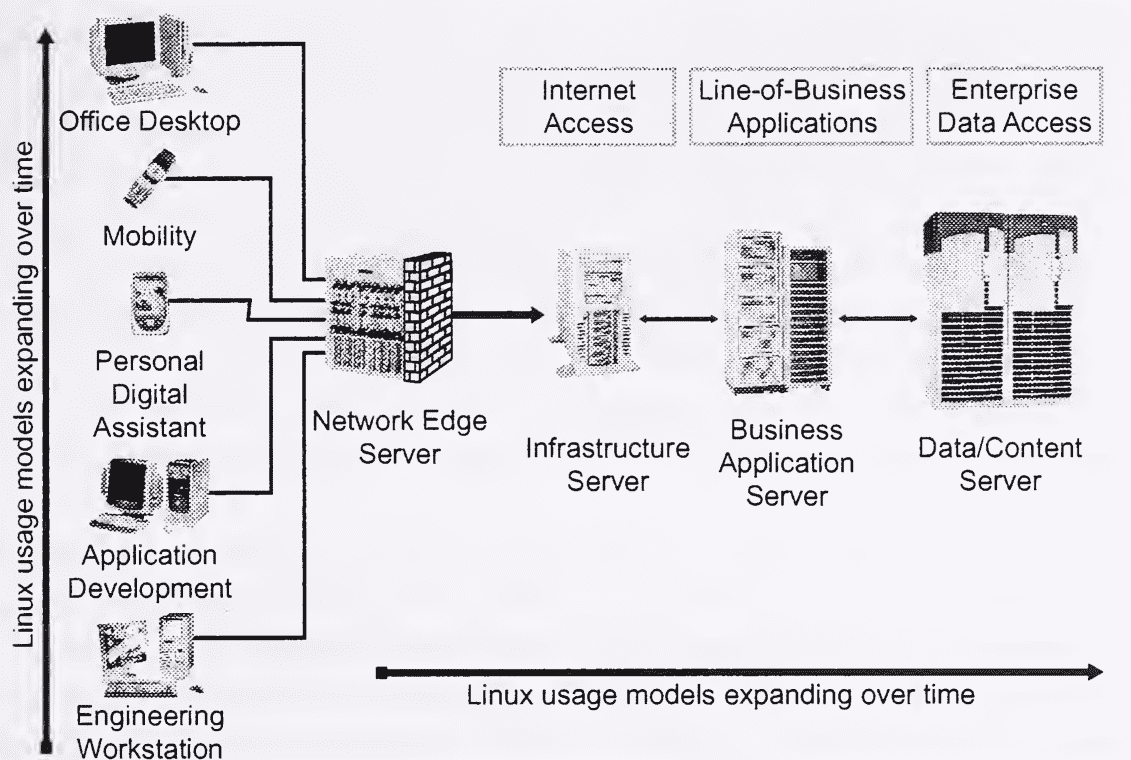 Linux usage models expanding over time
Office Desktop
Mobility
Personal
Digital
Assistant
Application
Development
Engineering
Workstation
Network Edge
Server
Internet
Access
Line-of-Business
Applications
Enterprise
Data Access
Infrastructure
Server
Business
Application
Server
Data/Content
Server
Linux usage models expanding over time